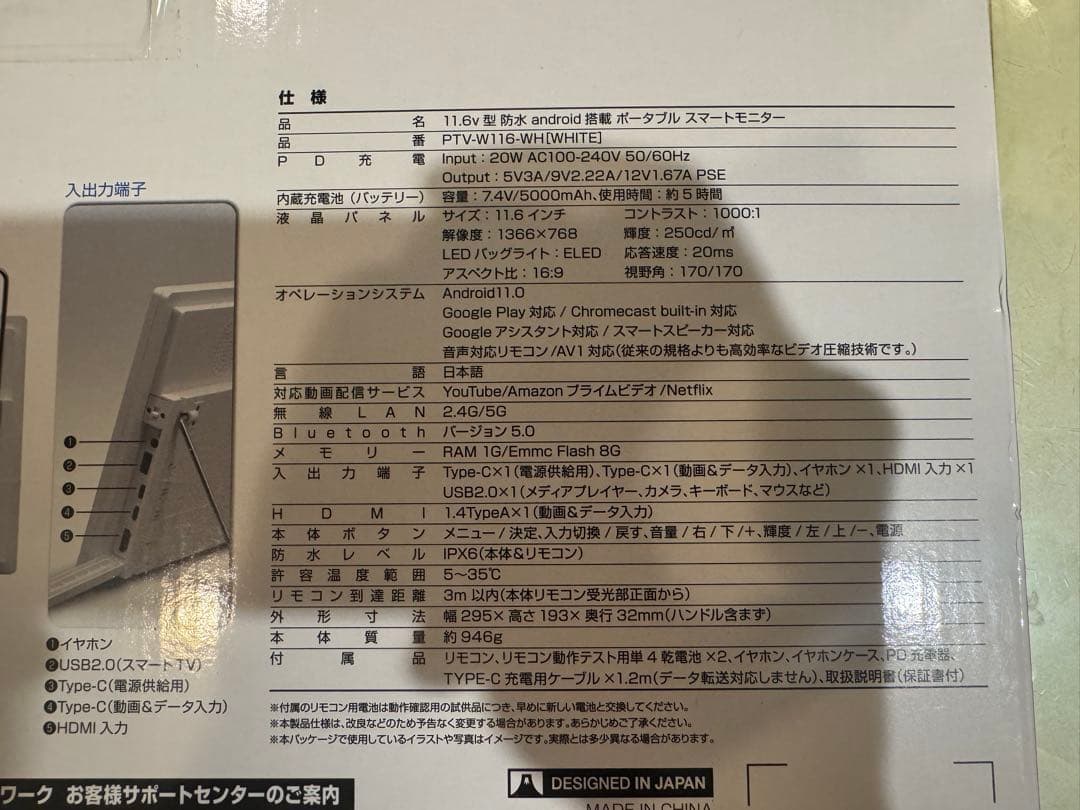 仕様
品名 11.6v型 防水 android 搭載 ポータブル スマートモニター
品番 PTV-W116-WH[WHITE]
PD充電 Input：20W AC100-240V 50/60Hz
Output：5V3A/9V2.22A/12V1.67A PSE
内蔵充電池（バッテリー） 容量：7.4V/5000mAh、使用時間：約5時間
液晶パネル サイズ：11.6インチ コントラスト：1000:1
解像度：1366×768 輝度：250cd/㎡
LEDバッグライト：ELED 応答速度：20ms
アスペクト比：16:9 視野角：170/170
オペレーションシステム Android11.0
Google Play対応 / Chromecast built-in 対応
Google アシスタント対応 / スマートスピーカー対応
音声対応リモコン/AV1対応（従来の規格よりも高効率なビデオ圧縮技術です。）
言語 日本語
対応動画配信サービス YouTube/Amazon プライムビデオ/Netflix
無線LAN 2.4G/5G
Bluetooth バージョン5.0
メモリー RAM 1G/Emmc Flash 8G
入出力端子 Type-C×1（電源供給用）、Type-C×1（動画&データ入力）、イヤホン×1、HDMI入力×1
USB2.0×1（メディアプレイヤー、カメラ、キーボード、マウスなど）
HDMI 1.4TypeA×1（動画&データ入力）
本体ボタン メニュー/決定、入力切換/戻す、音量/右/下/+、輝度/左/上/−、電源
防水レベル IPX6（本体&リモコン）
許容温度範囲 5〜35℃
リモコン到達距離 3m以内（本体リモコン受光部正面から）
外形寸法 幅295×高さ193×奥行32mm（ハンドル含まず）
本体質量 約946g
付属品 リモコン、リモコン動作テスト用単4乾電池×2、イヤホン、イヤホンケース、PD充電器、
TYPE-C充電用ケーブル×1.2m（データ転送対応しません）、取扱説明書（保証書付）
※付属のリモコン用電池は動作確認用の試供品につき、早めに新しい電池と交換してください。
※本製品仕様は、改良などのため予告なく変更する場合があります。あらかじめご了承ください。
※本パッケージで使用しているイラストや写真はイメージです。実際とは多少異なる場合があります。
入出力端子
❶
❷
❸
❹
❺
❶イヤホン
❷USB2.0（スマートTV）
❸Type-C（電源供給用）
❹Type-C（動画&データ入力）
❺HDMI入力
ワーク お客様サポートセンターのご案内
DESIGNED IN JAPAN
MADE IN CHINA